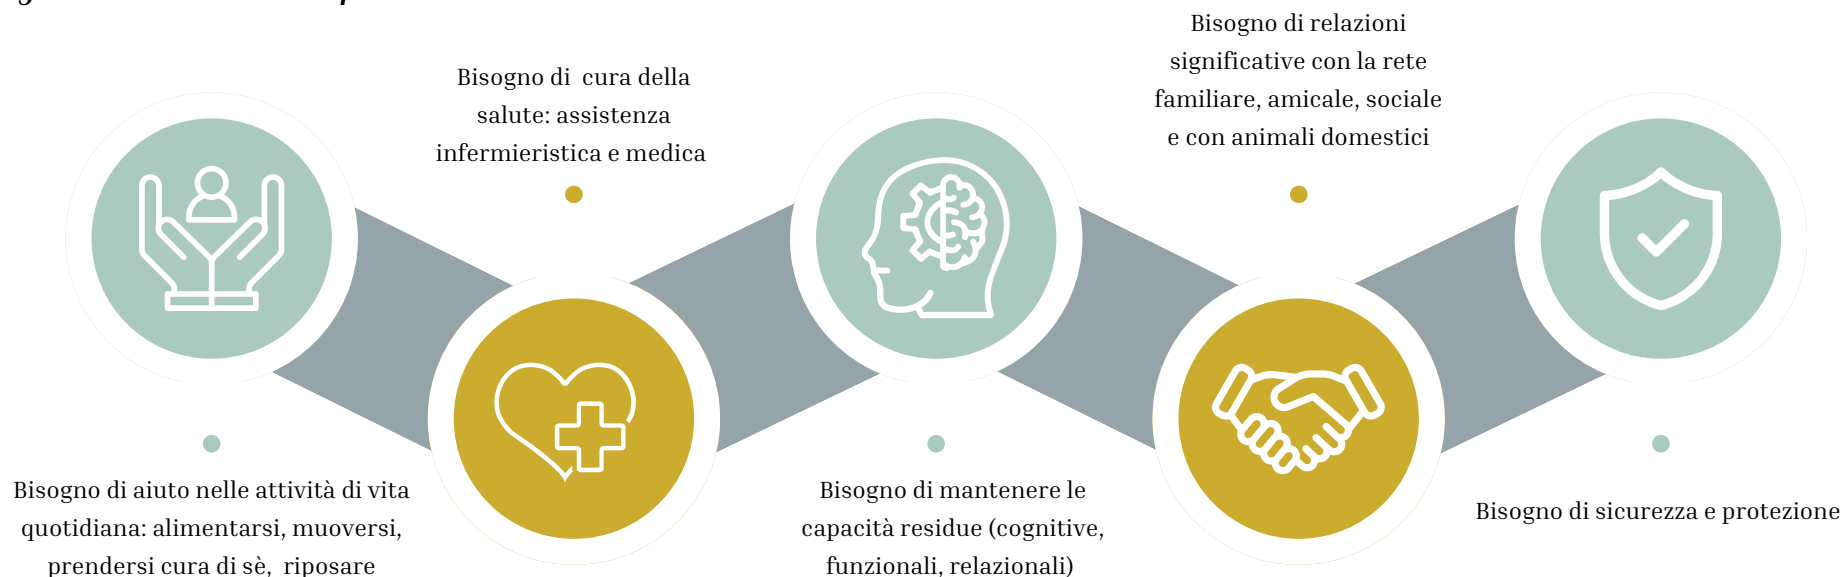 Bisogno di aiuto nelle attività di vita
quotidiana: alimentarsi, muoversi,
prendersi cura di sè,  riposare
Bisogno di  cura della
salute: assistenza
infermieristica e medica
Bisogno di mantenere le
capacità residue (cognitive,
funzionali, relazionali)
Bisogno di relazioni
significative con la rete
familiare, amicale, sociale
e con animali domestici
Bisogno di sicurezza e protezione